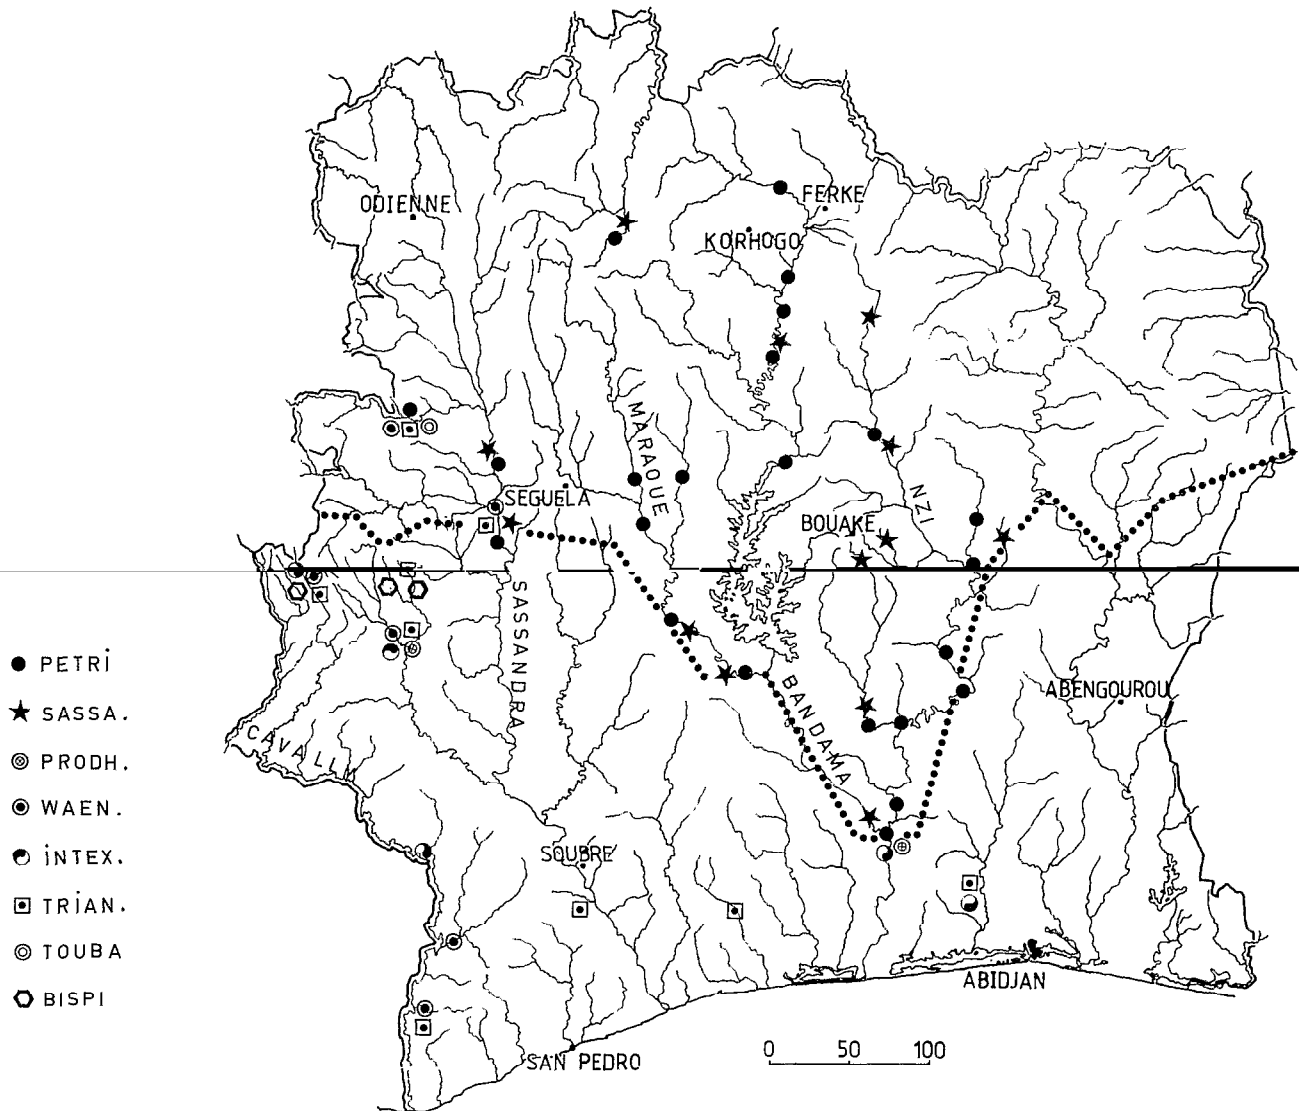 ODIENNE
FERKE
KORHOGO
MARAOUE
SEGUELA
NZI
BOUAKE
SASSANDRA
PETRI
SASSA.
PRODH.
WAEN.
INTEX.
TRIAN.
TOUBA
BISPI
BANDAMA
ABENGOUROU
CAVALLY
SOUBRE
ABIDJAN
SAN PEDRO
0 50 100